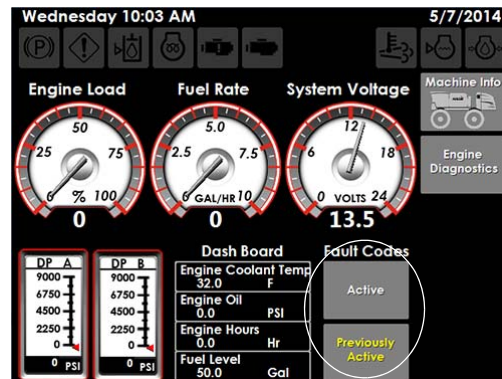 Wednesday 10:03 AM 5/7/2014
(P)
Machine Info
Engine Load Fuel Rate System Voltage
50
25 75
0 % 100
0
5.0
2.5 7.5
0 GAL/HR 10
0
12
6 18
0 VOLTS 24
13.5
Engine
Diagnostics
DP A
9000
6750
4500
2250
0
0 PSI
DP B
9000
6750
4500
2250
0
0 PSI
Dash Board
Engine Coolant Temp
32.0 F
Engine Oil
0.0 PSI
Engine Hours
0.0 Hr
Fuel Level
50.0 Gal
Fault Codes
Active
Previously
Active